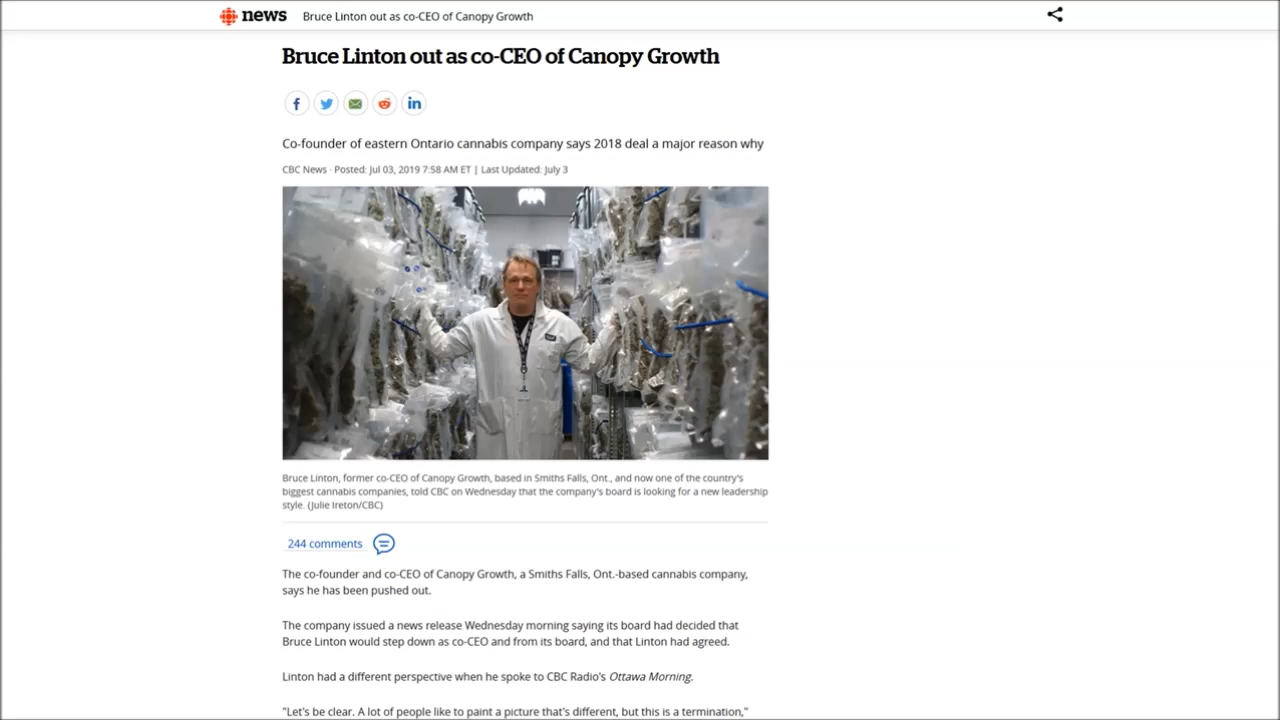 news Bruce Linton out as co-CEO of Canopy Growth
Bruce Linton out as co-CEO of Canopy Growth
Co-founder of eastern Ontario cannabis company says 2018 deal a major reason why
CBC News · Posted: Jul 03, 2019 7:58 AM ET | Last Updated: July 3
Bruce Linton, former co-CEO of Canopy Growth, based in Smiths Falls, Ont., and now one of the country's
biggest cannabis companies, told CBC on Wednesday that the company's board is looking for a new leadership
style. (Julie Ireton/CBC)
244 comments
The co-founder and co-CEO of Canopy Growth, a Smiths Falls, Ont.-based cannabis company,
says he has been pushed out.
The company issued a news release Wednesday morning saying its board had decided that
Bruce Linton would step down as co-CEO and from its board, and that Linton had agreed.
Linton had a different perspective when he spoke to CBC Radio's Ottawa Morning.
"Let's be clear. A lot of people like to paint a picture that's different, but this is a termination,"